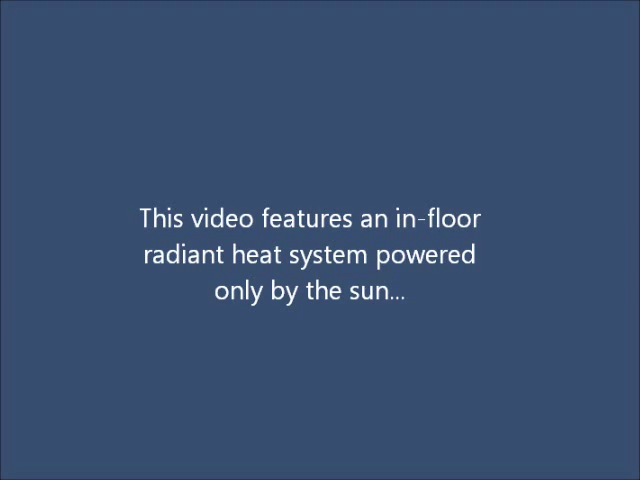 This video features an in-floor
radiant heat system powered
only by the sun...